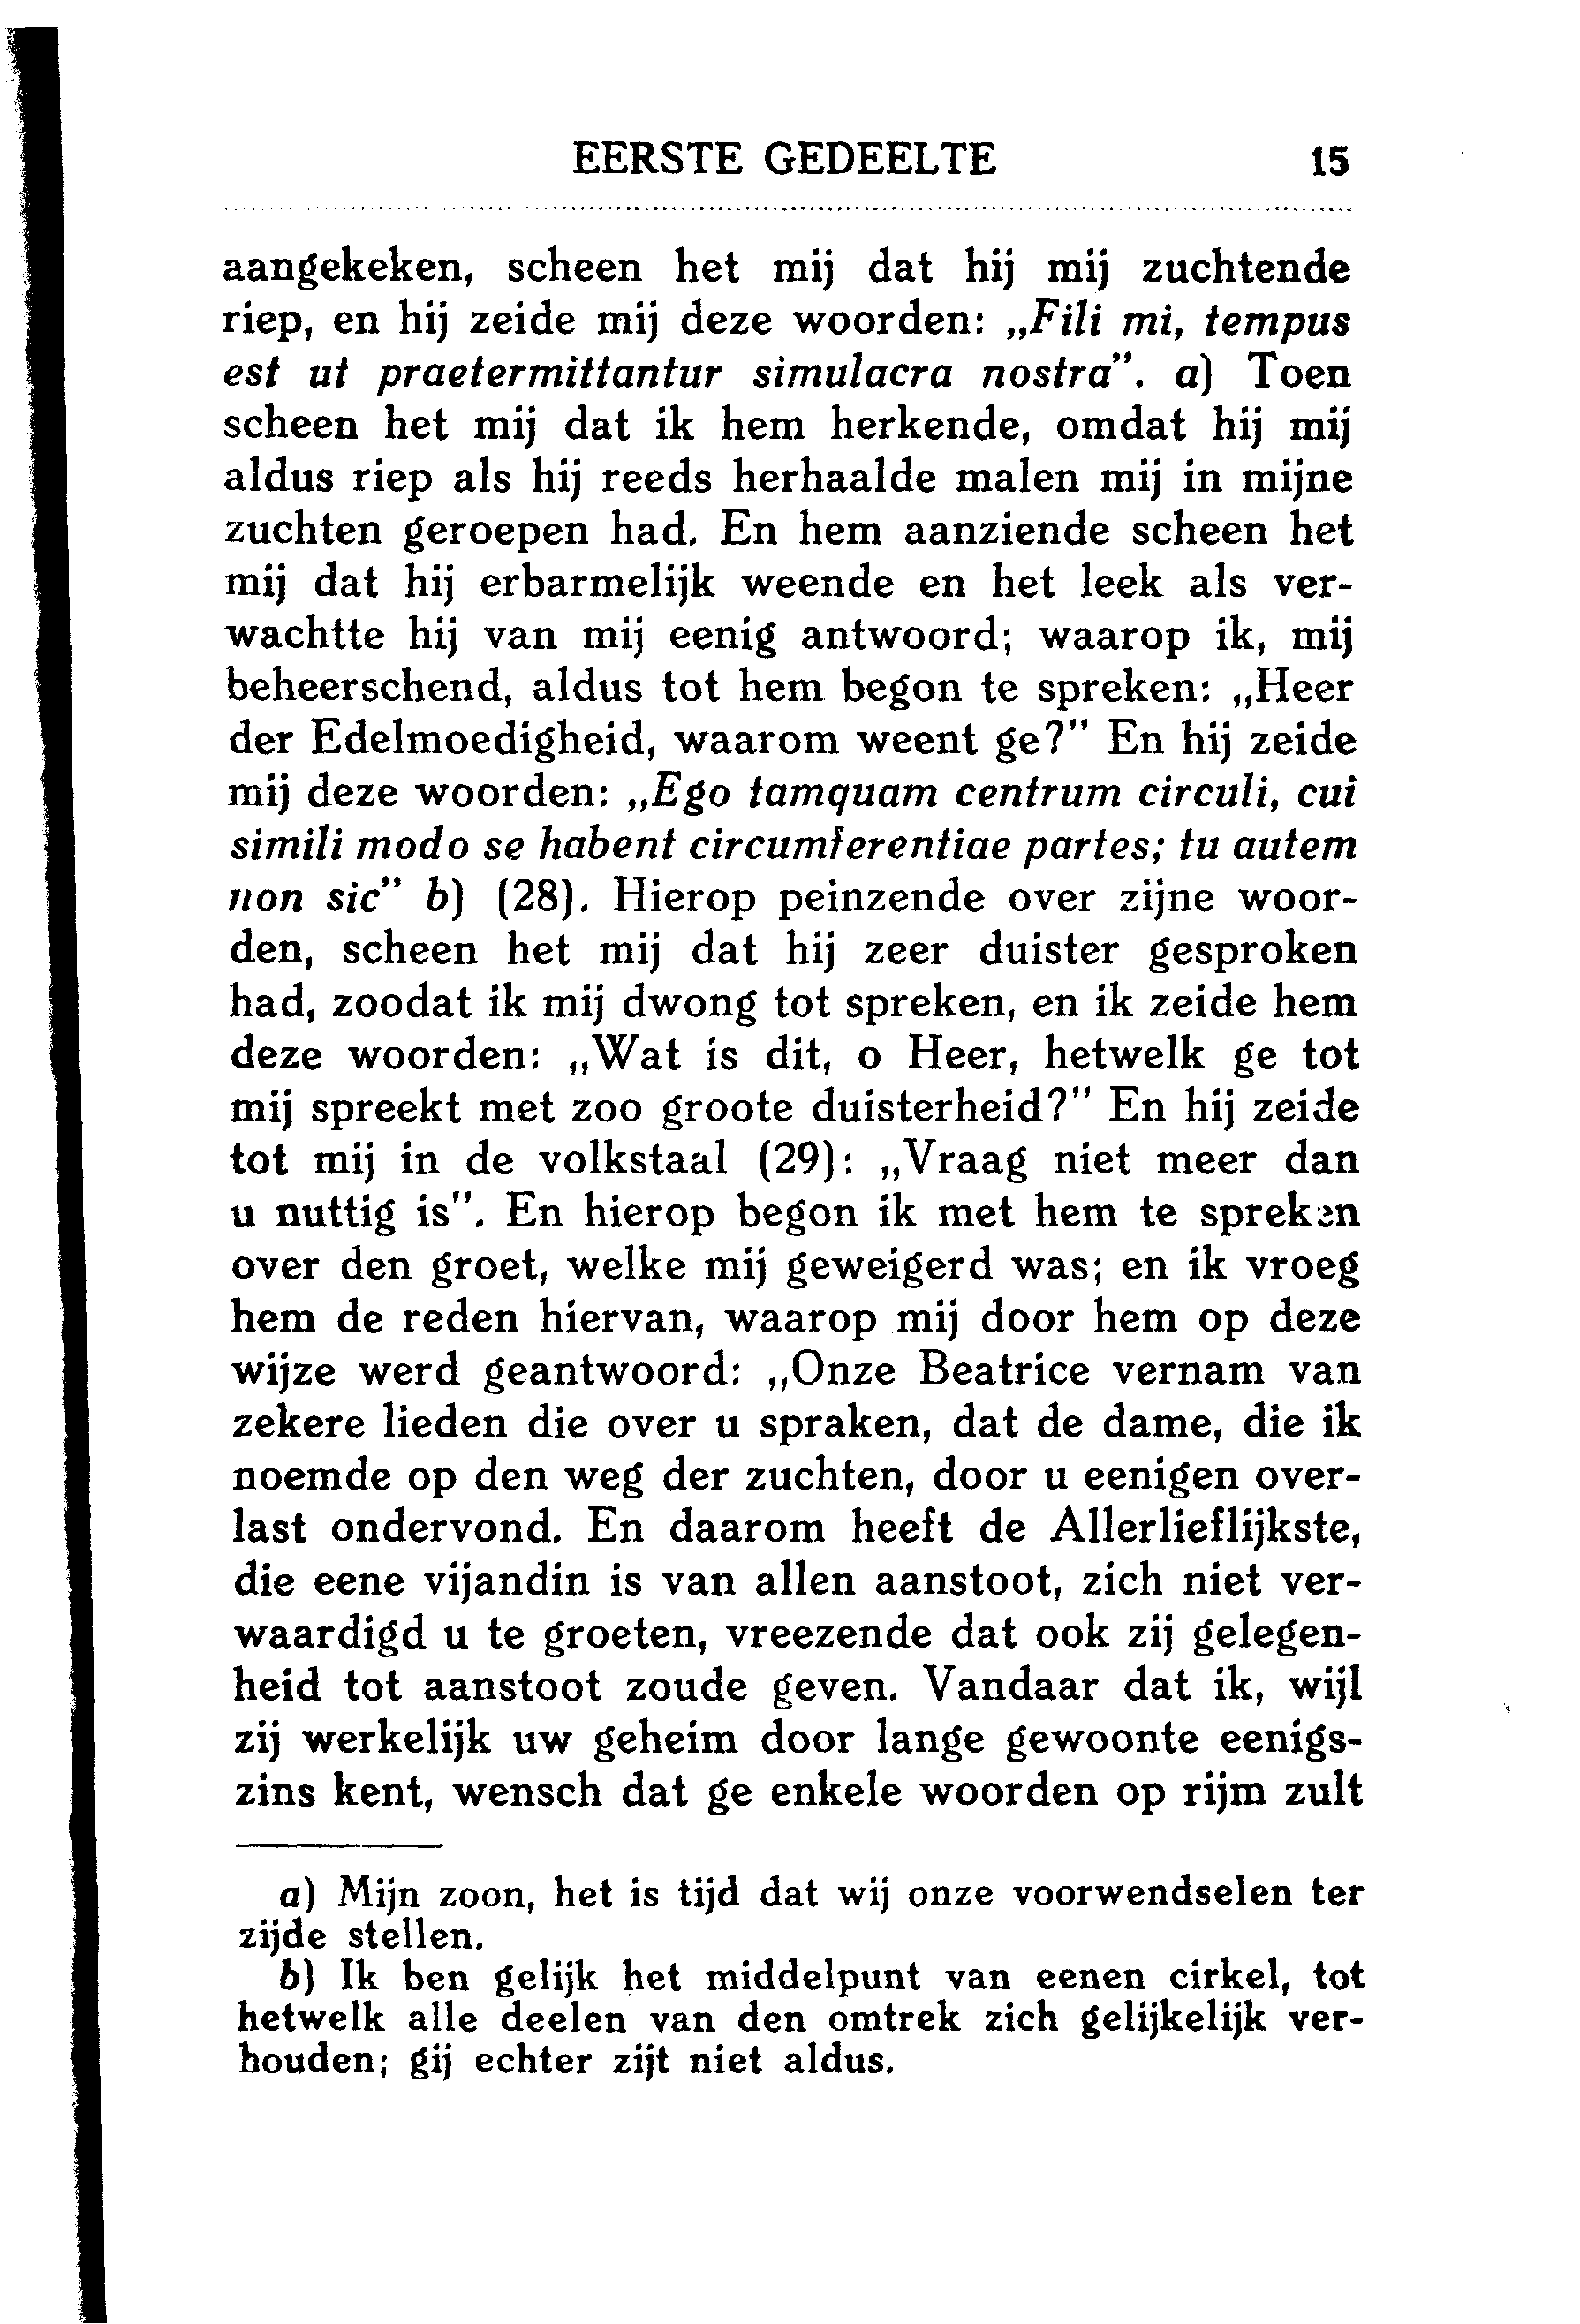 EERSTE GEDEELTE 15
aangekeken, scheen het mij dat hij mij zuchtende
riep, en hij zeide mij deze woorden: „Fili mi, tempus
est ut praetermittantur simulacra nostra”. a) Toen
scheen het mij dat ik hem herkende, omdat hij mij
aldus riep als hij reeds herhaalde malen mij in mijne
zuchten geroepen had. En hem aanziende scheen het
mij dat hij erbarmelijk weende en het leek als ver-
wachtte hij van mij eenig antwoord; waarop ik, mij
beheerschend, aldus tot hem begon te spreken: „Heer
der Edelmoedigheid, waarom weent ge?" En hij zeide
mij deze woorden: „Ego tamquam centrum circuli, cui
simili modo se habent circumferentiae partes; tu autem
non sic” b) (28). Hierop peinzende over zijne woor-
den, scheen het mij dat hij zeer duister gesproken
had, zoodat ik mij dwong tot spreken, en ik zeide hem
deze woorden: „Wat is dit, o Heer, hetwelk ge tot
mij spreekt met zoo groote duisterheid?" En hij zeide
tot mij in de volkstaal (29): „Vraag niet meer dan
u nuttig is". En hierop begon ik met hem te spreken
over den groet, welke mij geweigerd was; en ik vroeg
hem de reden hiervan, waarop mij door hem op deze
wijze werd geantwoord: „Onze Beatrice vernam van
zekere lieden die over u spraken, dat de dame, die ik
noemde op den weg der zuchten, door u eenigen over-
last ondervond. En daarom heeft de Allerlieflijkste,
die eene vijandin is van allen aanstoot, zich niet ver-
waardigd u te groeten, vreezende dat ook zij gelegen-
heid tot aanstoot zoude geven. Vandaar dat ik, wijl
zij werkelijk uw geheim door lange gewoonte eenigs-
zins kent, wensch dat ge enkele woorden op rijm zult
a) Mijn zoon, het is tijd dat wij onze voorwendselen ter
zijde stellen.
b) Ik ben gelijk het middelpunt van eenen cirkel, tot
hetwelk alle deelen van den omtrek zich gelijkelijk ver-
houden; gij echter zijt niet aldus.